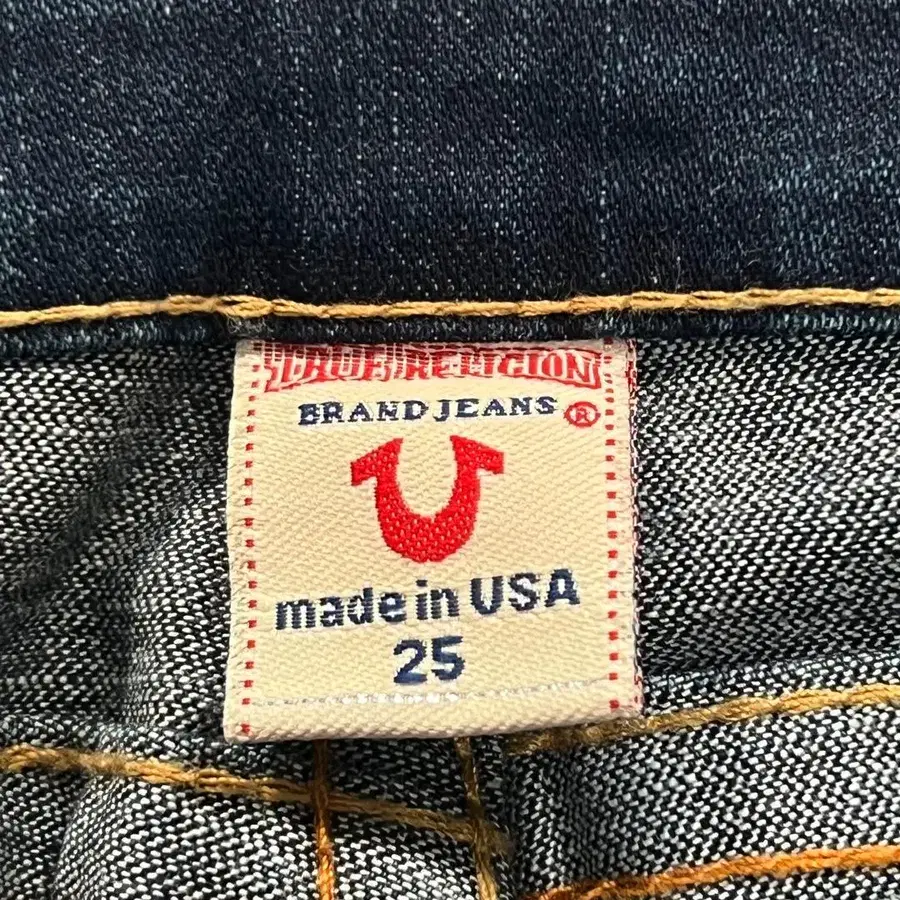 TRUE RELIGION
BRAND JEANS ®
made in USA
25